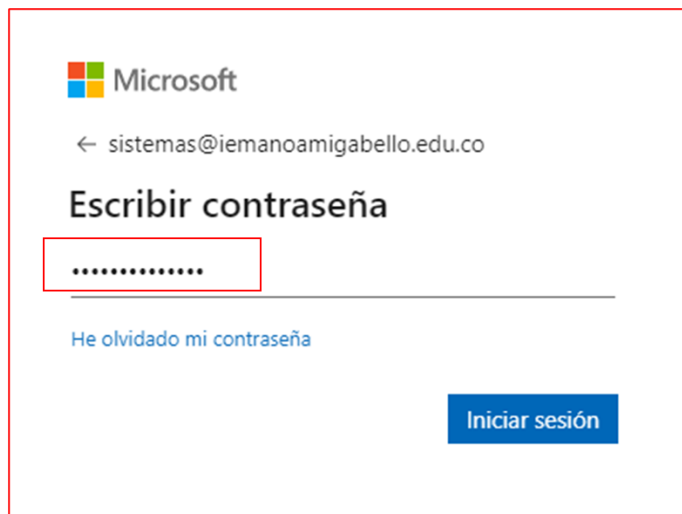 Microsoft
← sistemas@iemanoamigabello.edu.co
Escribir contraseña
••••••••••••••
He olvidado mi contraseña
Iniciar sesión